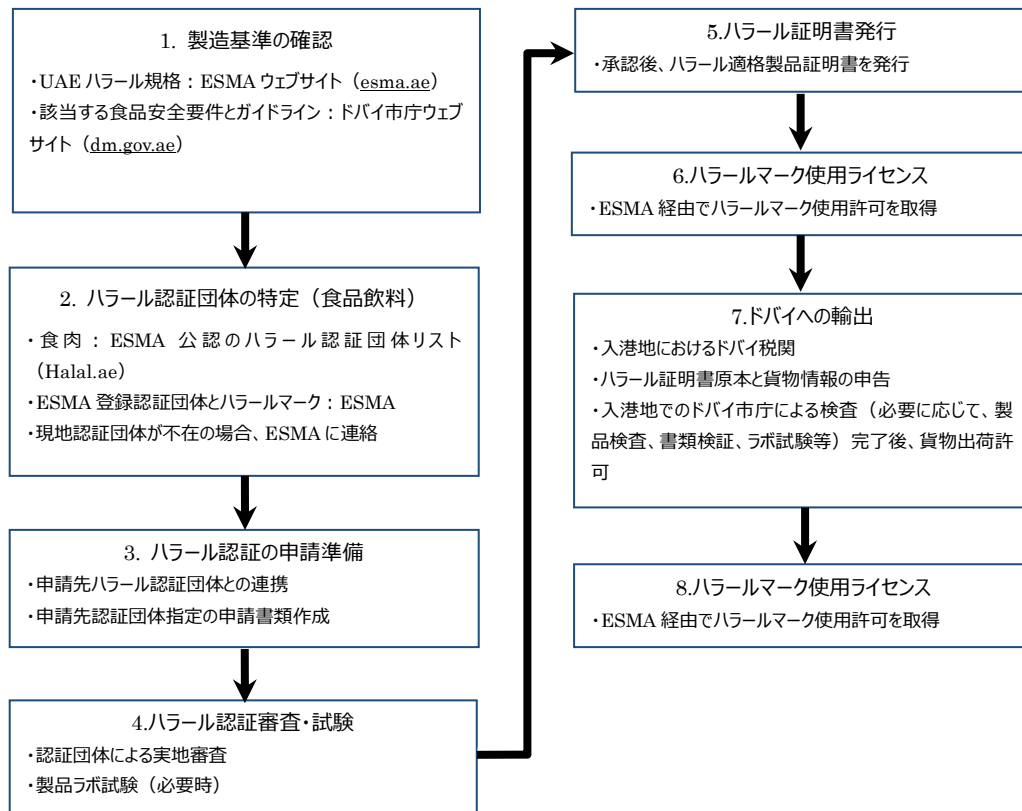 1. 製造基準の確認
・UAE ハラール規格：ESMA ウェブサイト（esma.ae）
・該当する食品安全要件とガイドライン：ドバイ市庁ウェブ
サイト（dm.gov.ae）
2. ハラール認証団体の特定（食品飲料）
・食肉：ESMA 公認のハラール認証団体リスト
（Halal.ae）
・ESMA 登録認証団体とハラールマーク：ESMA
・現地認証団体が不在の場合、ESMA に連絡
3. ハラール認証の申請準備
・申請先ハラール認証団体との連携
・申請先認証団体指定の申請書類作成
4.ハラール認証審査・試験
・認証団体による実地審査
・製品ラボ試験（必要時）
5.ハラール証明書発行
・承認後、ハラール適格製品証明書を発行
6.ハラールマーク使用ライセンス
・ESMA 経由でハラールマーク使用許可を取得
7.ドバイへの輸出
・入港地におけるドバイ税関
・ハラール証明書原本と貨物情報の申告
・入港地でのドバイ市庁による検査（必要に応じて、製
品検査、書類検証、ラボ試験等）完了後、貨物出荷許
可
8.ハラールマーク使用ライセンス
・ESMA 経由でハラールマーク使用許可を取得